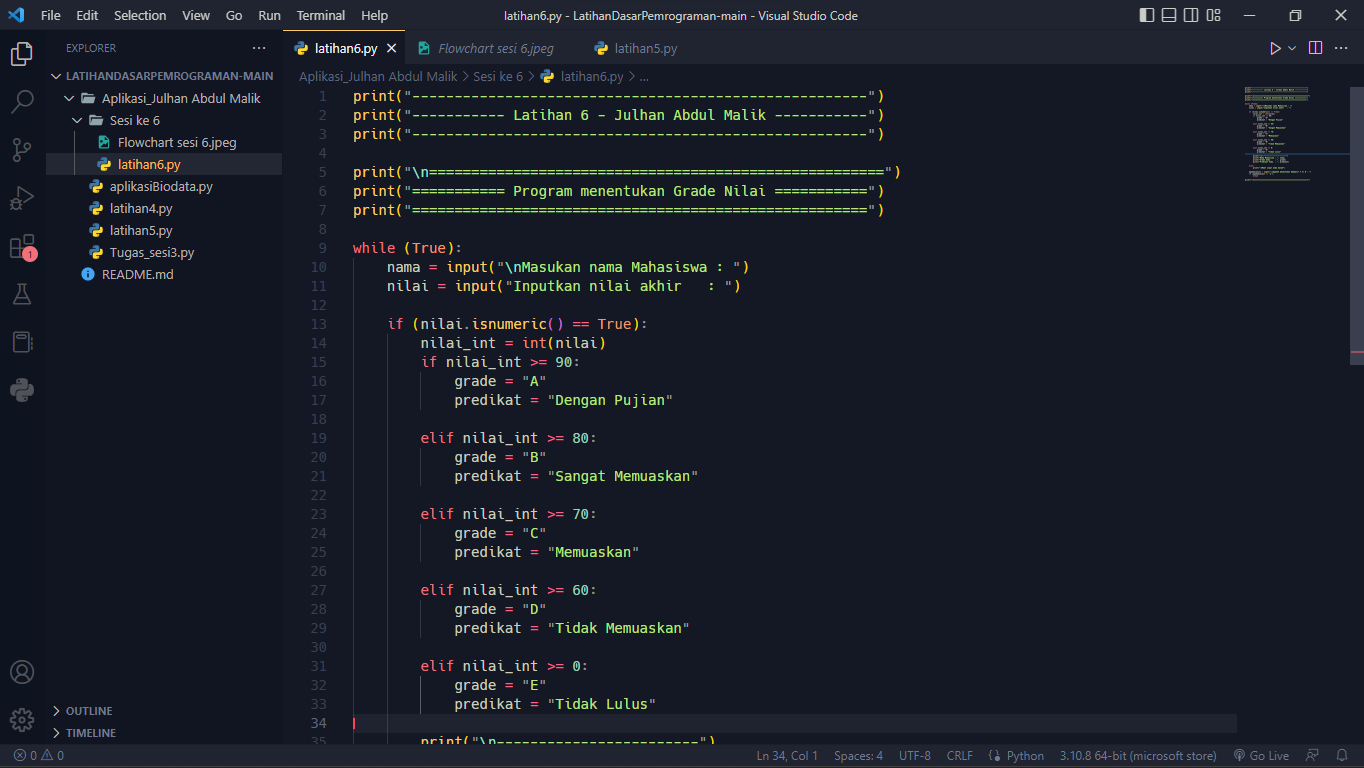 File Edit Selection View Go Run Terminal Help latihan6.py - LatihanDasarPemrograman-main - Visual Studio Code
EXPLORER
LATIHANDASARPEMROGRAMAN-MAIN
Aplikasi_Julhan Abdul Malik
Sesi ke 6
Flowchart sesi 6.jpeg
latihan6.py
aplikasiBiodata.py
latihan4.py
latihan5.py
Tugas_sesi3.py
README.md
1
OUTLINE
TIMELINE
latihan6.py Flowchart sesi 6.jpeg latihan5.py
Aplikasi_Julhan Abdul Malik > Sesi ke 6 > latihan6.py > ...
1 print("------------------------------------------------------")
2 print("----------- Latihan 6 - Julhan Abdul Malik -----------")
3 print("------------------------------------------------------")
4
5 print("\n======================================================")
6 print("=========== Program menentukan Grade Nilai ===========")
7 print("======================================================")
8
9 while (True):
10     nama = input("\nMasukan nama Mahasiswa : ")
11     nilai = input("Inputkan nilai akhir   : ")
12
13     if (nilai.isnumeric() == True):
14         nilai_int = int(nilai)
15         if nilai_int >= 90:
16             grade = "A"
17             predikat = "Dengan Pujian"
18
19         elif nilai_int >= 80:
20             grade = "B"
21             predikat = "Sangat Memuaskan"
22
23         elif nilai_int >= 70:
24             grade = "C"
25             predikat = "Memuaskan"
26
27         elif nilai_int >= 60:
28             grade = "D"
29             predikat = "Tidak Memuaskan"
30
31         elif nilai_int >= 0:
32             grade = "E"
33             predikat = "Tidak Lulus"
34
35         print("\n------------------------")
0 0 Ln 34, Col 1 Spaces: 4 UTF-8 CRLF Python 3.10.8 64-bit (microsoft store) Go Live